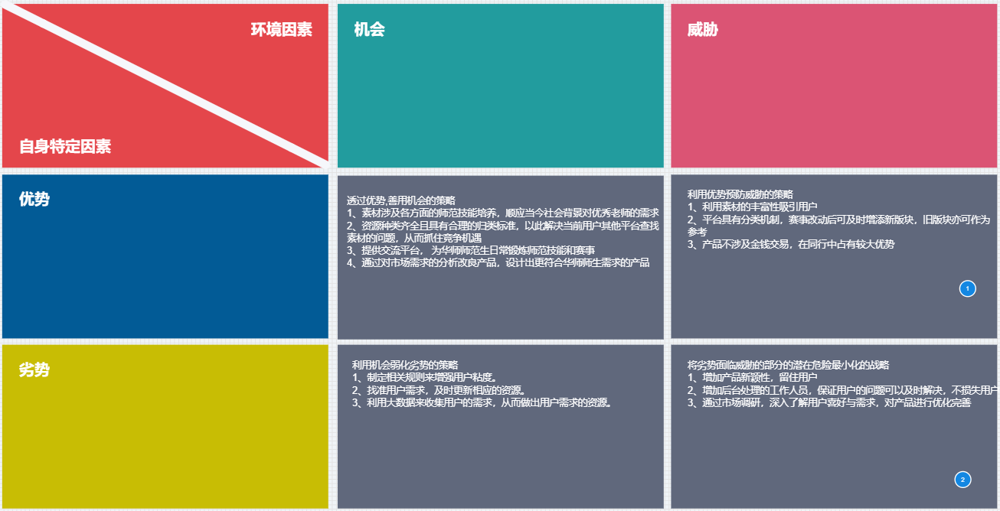 环境因素
自身特定因素
机会
威胁
优势
透过优势,善用机会的策略
1、素材涉及各方面的师范技能培养，顺应当今社会背景对优秀老师的需求
2、资源种类齐全且具有合理的归类标准，以此解决当前用户其他平台查找
素材的问题，从而抓住竞争机遇
3、提供交流平台， 为华师师范生日常锻炼师范技能和赛事
4、通过对市场需求的分析改良产品，设计出更符合华师师生需求的产品
利用优势预防威胁的策略
1、利用素材的丰富性吸引用户
2、平台具有分类机制，赛事改动后可及时增添新版块，旧版块亦可作为
参考
3、产品不涉及金钱交易，在同行中占有较大优势
1
劣势
利用机会弱化劣势的策略
1、制定相关规则来增强用户粘度。
2、找准用户需求，及时更新相应的资源。
3、利用大数据来收集用户的需求，从而做出用户需求的资源。
将劣势面临威胁的部分的潜在危险最小化的战略
1、增加产品新颖性，留住用户
2、增加后台处理的工作人员，保证用户的问题可以及时解决，不损失用户
3、通过市场调研，深入了解用户喜好与需求，对产品进行优化完善
2